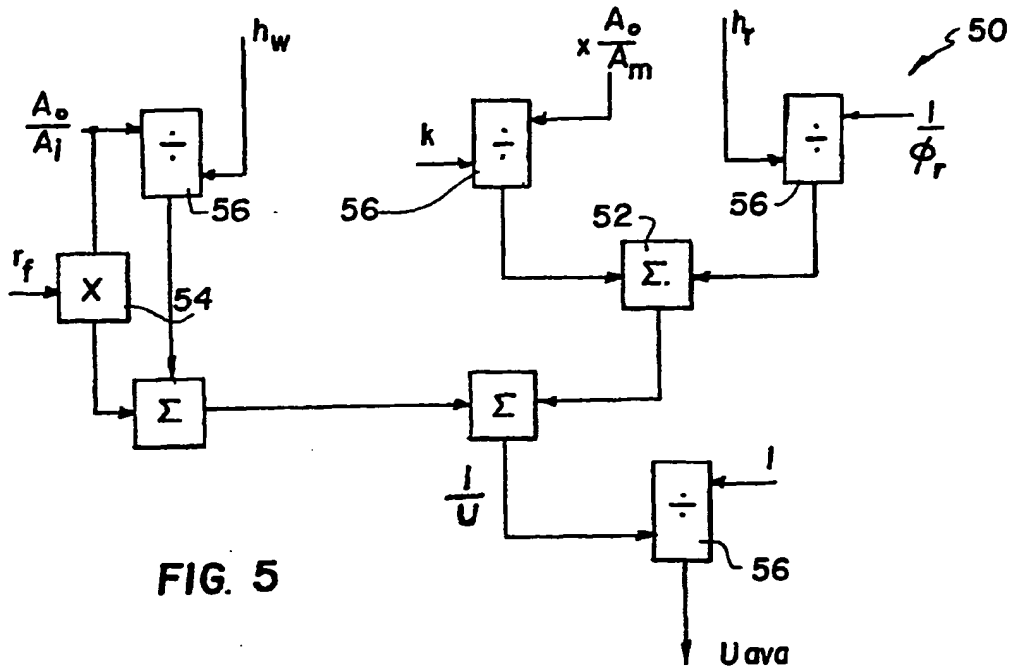 h_w
x A_o/A_m
h_r
50
A_o/A_i
÷
k
÷
÷
1/φ_r
56
56
56
52
r_f
X
54
Σ.
Σ
Σ
1/U
÷
1
56
FIG. 5
U ava